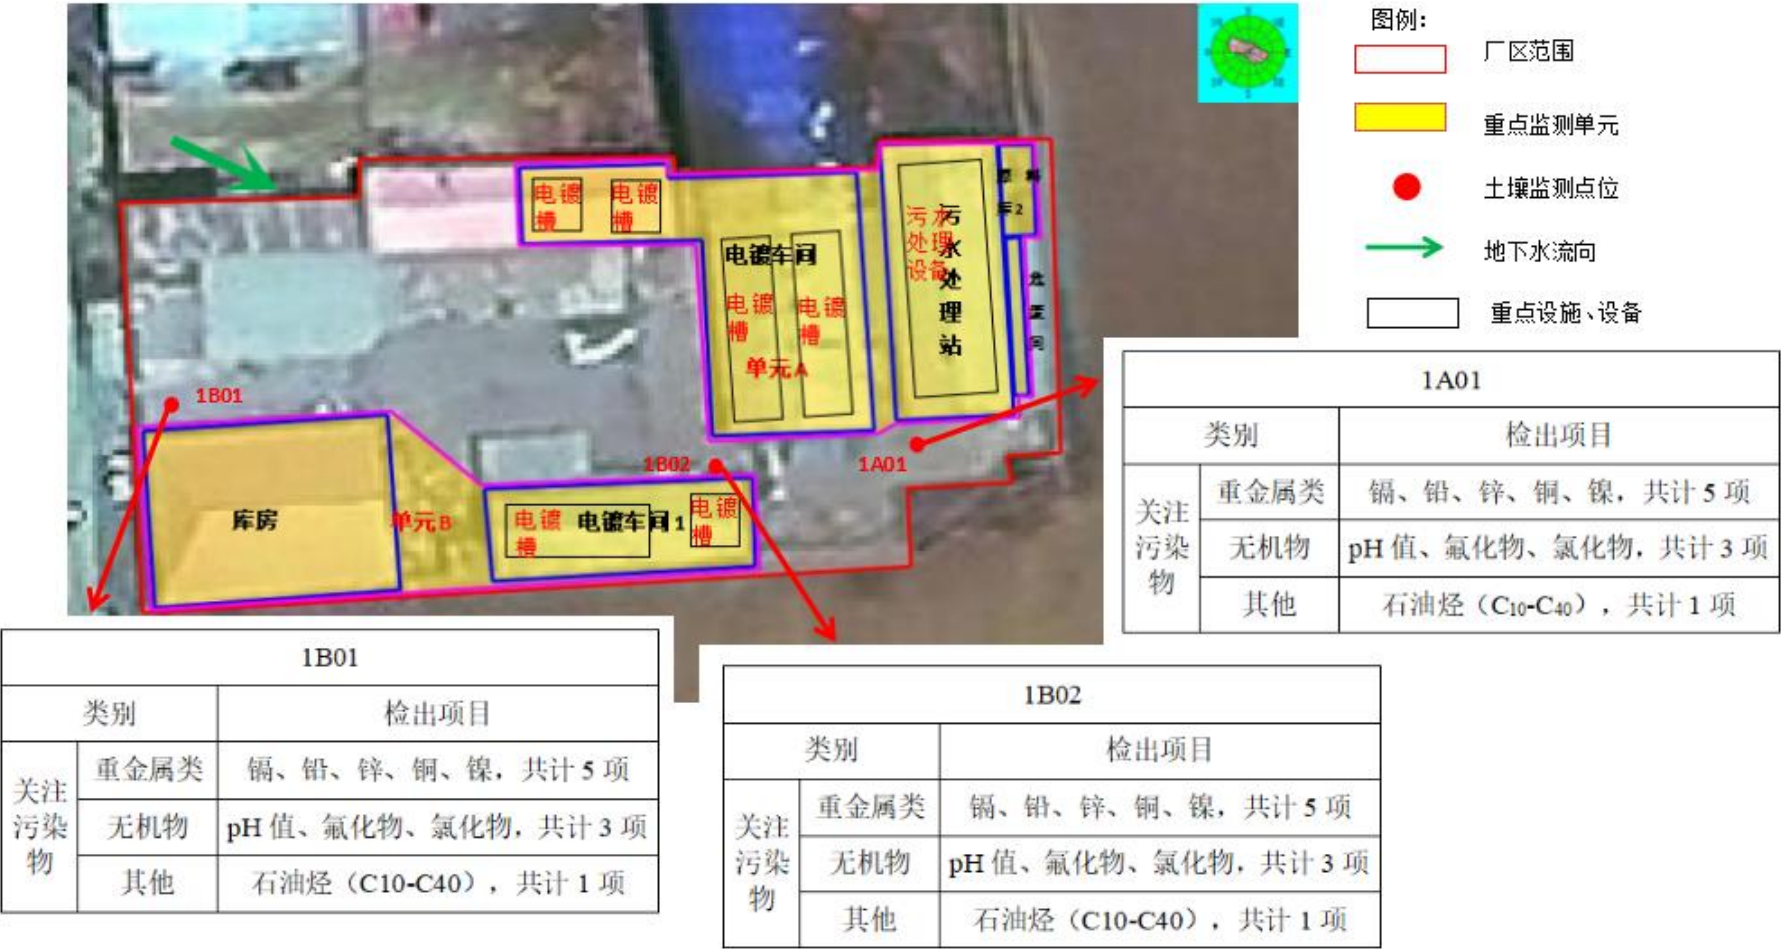 图例：
厂区范围
重点监测单元
土壤监测点位
地下水流向
重点设施、设备
电镀
槽
电镀
槽
电镀车间
电镀
槽
电镀
槽
单元A
污水
处理
设备
污
水
处
理
站
原料
库2
危
废
间
1B01
1B02
1A01
库房
单元B
电镀
槽
电镀车间1
电镀
槽
1A01
类别 检出项目
关注
污染
物
重金属类 镉、铅、锌、铜、镍，共计 5 项
无机物 pH 值、氟化物、氯化物，共计 3 项
其他 石油烃（C10-C40），共计 1 项
1B01
类别 检出项目
关注
污染
物
重金属类 镉、铅、锌、铜、镍，共计 5 项
无机物 pH 值、氟化物、氯化物，共计 3 项
其他 石油烃（C10-C40），共计 1 项
1B02
类别 检出项目
关注
污染
物
重金属类 镉、铅、锌、铜、镍，共计 5 项
无机物 pH 值、氟化物、氯化物，共计 3 项
其他 石油烃（C10-C40），共计 1 项